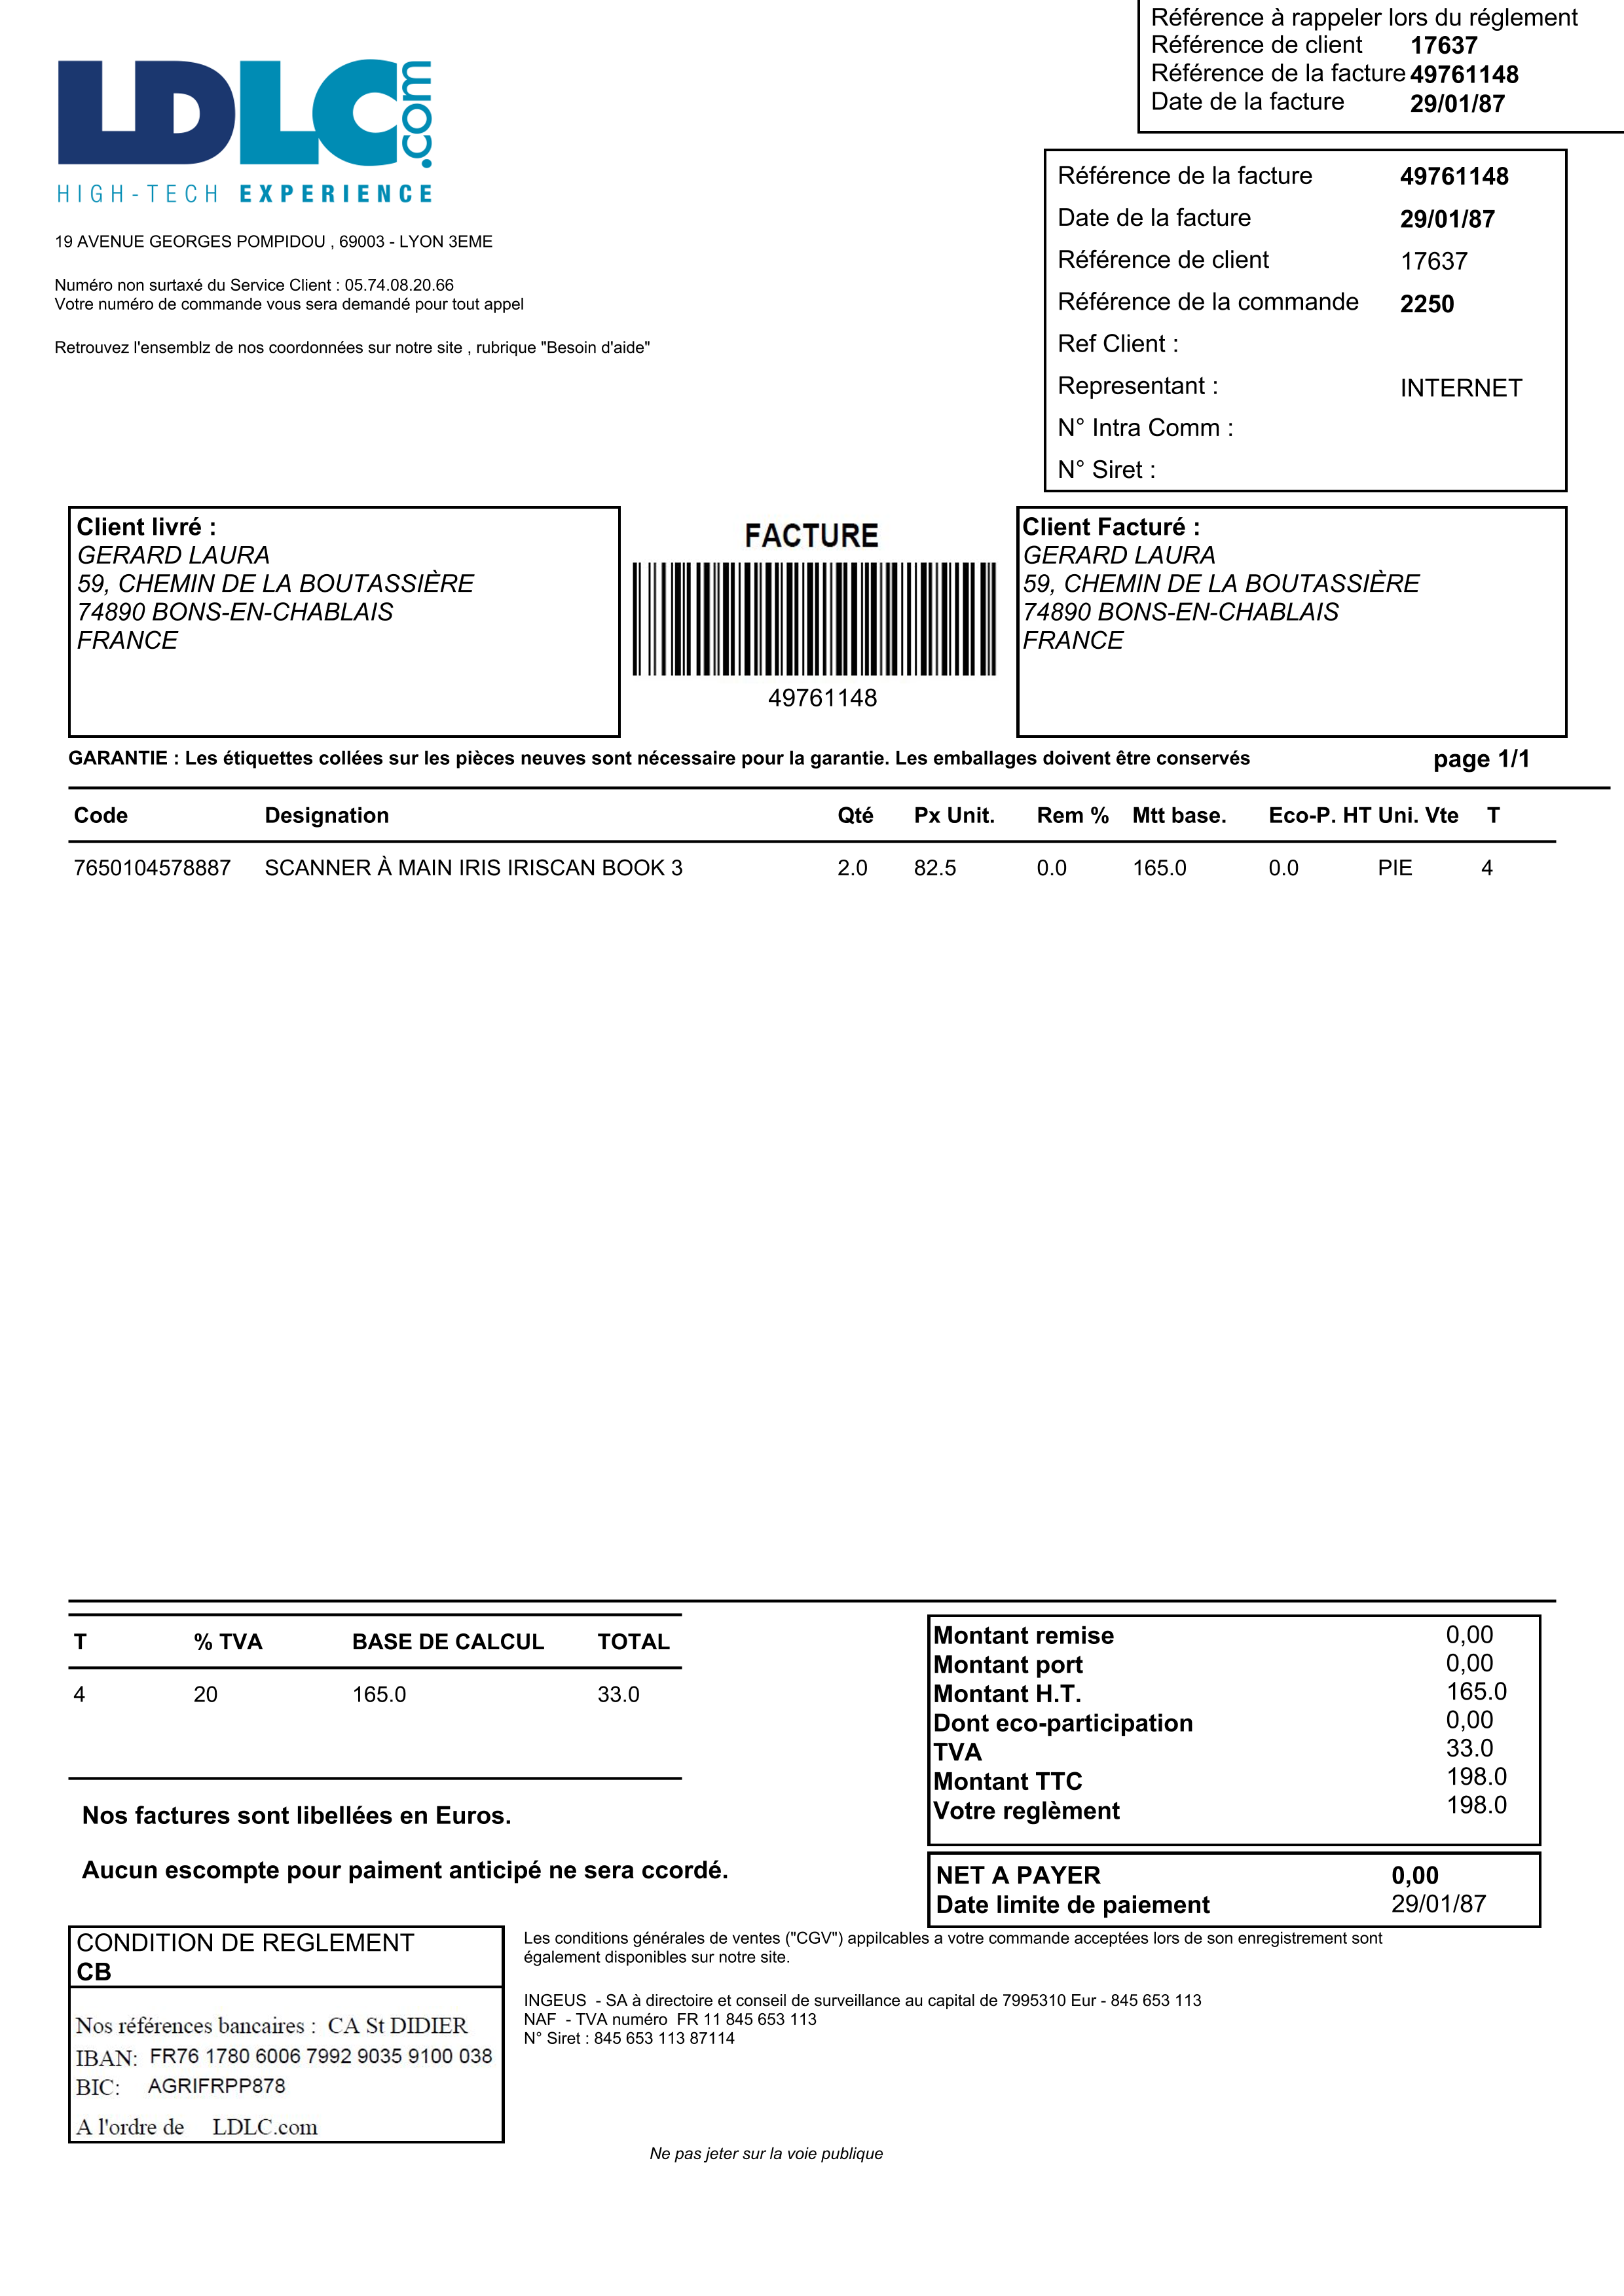 Référence à rappeler lors du réglement
Référence de client 17637
Référence de la facture 49761148
Date de la facture 29/01/87
LDLC.com
HIGH-TECH EXPERIENCE
19 AVENUE GEORGES POMPIDOU , 69003 - LYON 3EME
Numéro non surtaxé du Service Client : 05.74.08.20.66
Votre numéro de commande vous sera demandé pour tout appel
Retrouvez l'ensemblz de nos coordonnées sur notre site , rubrique "Besoin d'aide"
Référence de la facture 49761148
Date de la facture 29/01/87
Référence de client 17637
Référence de la commande 2250
Ref Client :
Representant : INTERNET
N° Intra Comm :
N° Siret :
Client livré :
GERARD LAURA
59, CHEMIN DE LA BOUTASSIÈRE
74890 BONS-EN-CHABLAIS
FRANCE
FACTURE
49761148
Client Facturé :
GERARD LAURA
59, CHEMIN DE LA BOUTASSIÈRE
74890 BONS-EN-CHABLAIS
FRANCE
GARANTIE : Les étiquettes collées sur les pièces neuves sont nécessaire pour la garantie. Les emballages doivent être conservés page 1/1
Code Designation Qté Px Unit. Rem % Mtt base. Eco-P. HT Uni. Vte T
7650104578887 SCANNER À MAIN IRIS IRISCAN BOOK 3 2.0 82.5 0.0 165.0 0.0 PIE 4
T % TVA BASE DE CALCUL TOTAL
4 20 165.0 33.0
Nos factures sont libellées en Euros.
Aucun escompte pour paiment anticipé ne sera ccordé.
Montant remise 0,00
Montant port 0,00
Montant H.T. 165.0
Dont eco-participation 0,00
TVA 33.0
Montant TTC 198.0
Votre reglèment 198.0
NET A PAYER 0,00
Date limite de paiement 29/01/87
CONDITION DE REGLEMENT
CB
Nos références bancaires : CA St DIDIER
IBAN: FR76 1780 6006 7992 9035 9100 038
BIC: AGRIFRPP878
A l'ordre de LDLC.com
Les conditions générales de ventes ("CGV") appilcables a votre commande acceptées lors de son enregistrement sont
également disponibles sur notre site.
INGEUS - SA à directoire et conseil de surveillance au capital de 7995310 Eur - 845 653 113
NAF - TVA numéro FR 11 845 653 113
N° Siret : 845 653 113 87114
Ne pas jeter sur la voie publique